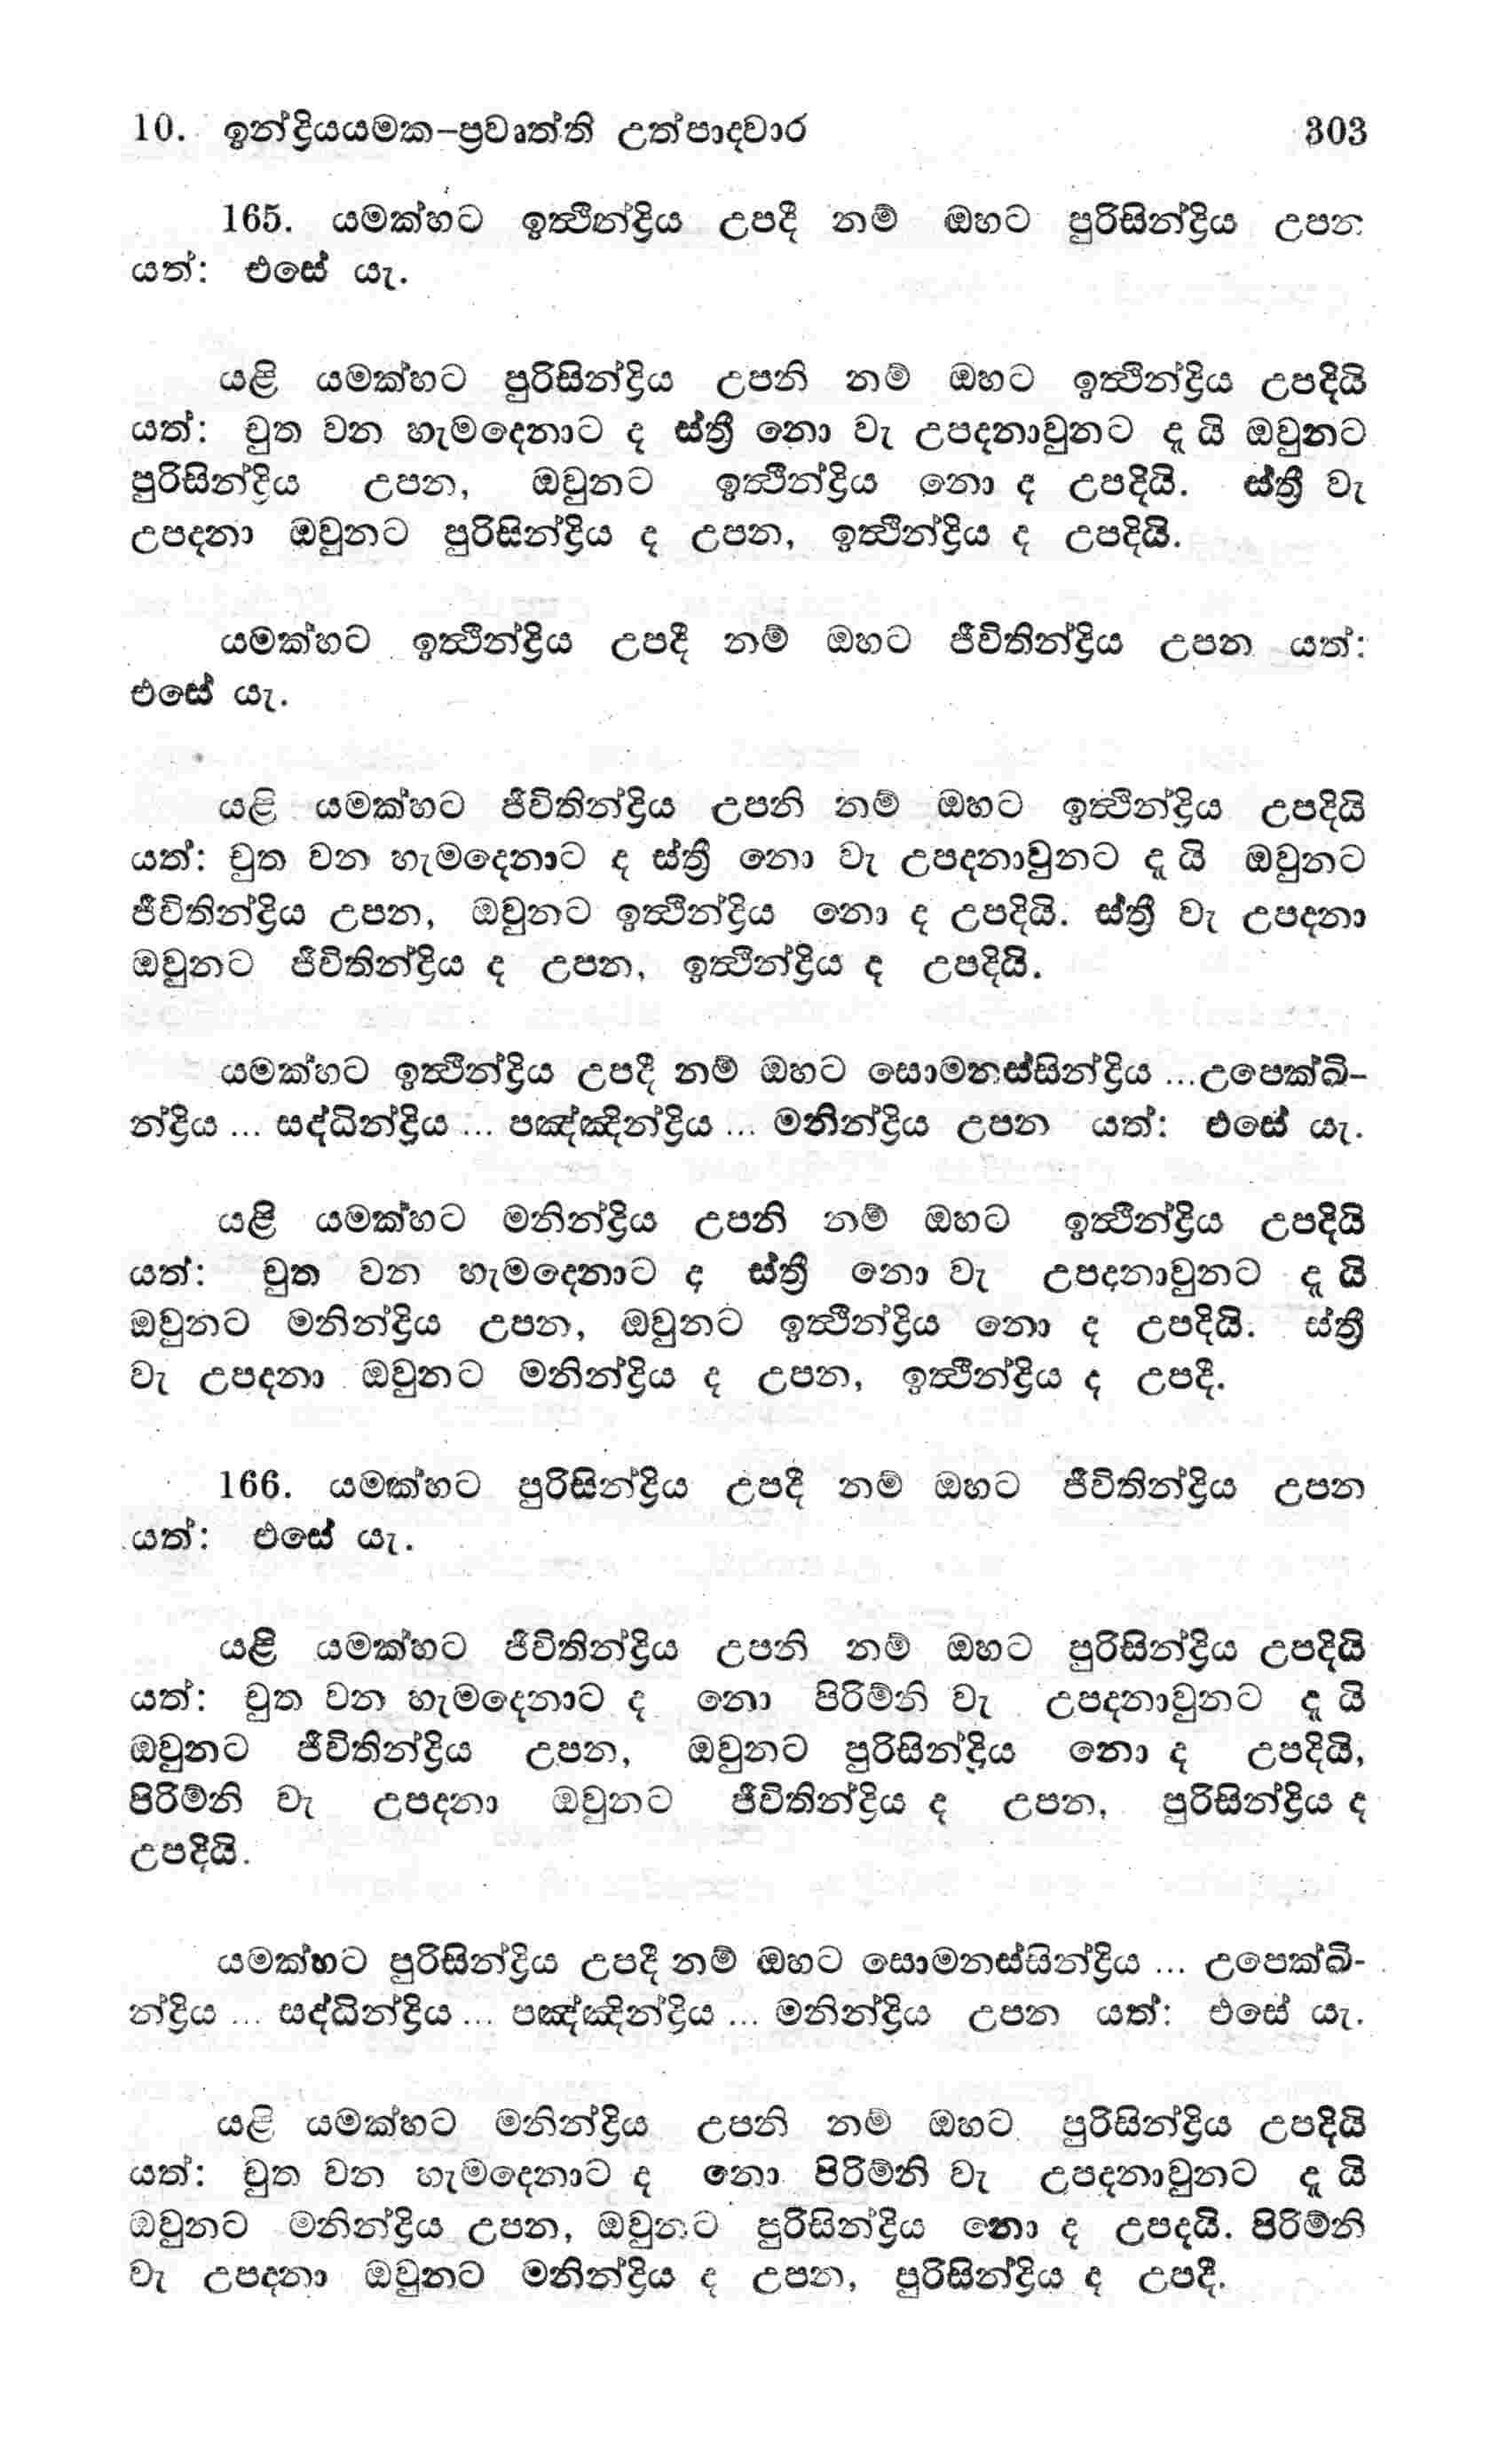 10. ඉන්ද්‍රියයමක–ප්‍රවෘත්ති උත්පාදවාර 303
165. යමක්හට ඉත්‍ථින්ද්‍රිය උපදී නම් ඔහට පුරිසින්ද්‍රිය උපන
යත්: එසේ යැ.
යළි යමක්හට පුරිසින්ද්‍රිය උපනි නම් ඔහට ඉත්‍ථින්ද්‍රිය උපදියි
යත්: චුත වන හැමදෙනාට ද ස්ත්‍රී නො වැ උපදනාවුනට දූ යි ඔවුනට
පුරිසින්ද්‍රිය උපන, ඔවුනට ඉත්‍ථින්ද්‍රිය නො ද උපදියි. ස්ත්‍රී වැ
උපදනා ඔවුනට පුරිසින්ද්‍රිය ද උපන, ඉත්‍ථින්ද්‍රිය ද උපදියි.
යමක්හට ඉත්‍ථින්ද්‍රිය උපදී නම් ඔහට ජීවිතින්ද්‍රිය උපන යත්:
එසේ යැ.
යළි යමක්හට ජීවිතින්ද්‍රිය උපනි නම් ඔහට ඉත්‍ථින්ද්‍රිය උපදියි
යත්: චුත වන හැමදෙනාට ද ස්ත්‍රී නො වැ උපදනාවුනට දූ යි ඔවුනට
ජීවිතින්ද්‍රිය උපන, ඔවුනට ඉත්‍ථින්ද්‍රිය නො ද උපදියි. ස්ත්‍රී වැ උපදනා
ඔවුනට ජීවිතින්ද්‍රිය ද උපන, ඉත්‍ථින්ද්‍රිය ද උපදියි.
යමක්හට ඉත්‍ථින්ද්‍රිය උපදී නම් ඔහට සොමනස්සින්ද්‍රිය ... උපෙක්ඛි-
න්ද්‍රිය ... සද්ධින්ද්‍රිය ... පඤ්ඤින්ද්‍රිය ... මනින්ද්‍රිය උපන යත්: එසේ යැ.
යළි යමක්හට මනින්ද්‍රිය උපනි නම් ඔහට ඉත්‍ථින්ද්‍රිය උපදියි
යත්: චුත වන හැමදෙනාට ද ස්ත්‍රී නො වැ උපදනාවුනට දූ යි
ඔවුනට මනින්ද්‍රිය උපන, ඔවුනට ඉත්‍ථින්ද්‍රිය නො ද උපදියි. ස්ත්‍රී
වැ උපදනා ඔවුනට මනින්ද්‍රිය ද උපන, ඉත්‍ථින්ද්‍රිය ද උපදී.
166. යමක්හට පුරිසින්ද්‍රිය උපදී නම් ඔහට ජීවිතින්ද්‍රිය උපන
යත්: එසේ යැ.
යළි යමක්හට ජීවිතින්ද්‍රිය උපනි නම් ඔහට පුරිසින්ද්‍රිය උපදියි
යත්: චුත වන හැමදෙනාට ද නො පිරිම්නි වැ උපදනාවුනට දූ යි
ඔවුනට ජීවිතින්ද්‍රිය උපන, ඔවුනට පුරිසින්ද්‍රිය නො ද උපදියි,
පිරිම්නි වැ උපදනා ඔවුනට ජීවිතින්ද්‍රිය ද උපන, පුරිසින්ද්‍රිය ද
උපදියි.
යමක්හට පුරිසින්ද්‍රිය උපදී නම් ඔහට සොමනස්සින්ද්‍රිය ... උපෙක්ඛි-
න්ද්‍රිය ... සද්ධින්ද්‍රිය ... පඤ්ඤින්ද්‍රිය ... මනින්ද්‍රිය උපන යත්: එසේ යැ.
යළි යමක්හට මනින්ද්‍රිය උපනි නම් ඔහට පුරිසින්ද්‍රිය උපදියි
යත්: චුත වන හැමදෙනාට ද නො පිරිම්නි වැ උපදනාවුනට දූ යි
ඔවුනට මනින්ද්‍රිය උපන, ඔවුනට පුරිසින්ද්‍රිය නො ද උපදයි. පිරිම්නි
වැ උපදනා ඔවුනට මනින්ද්‍රිය ද උපන, පුරිසින්ද්‍රිය ද උපදී.